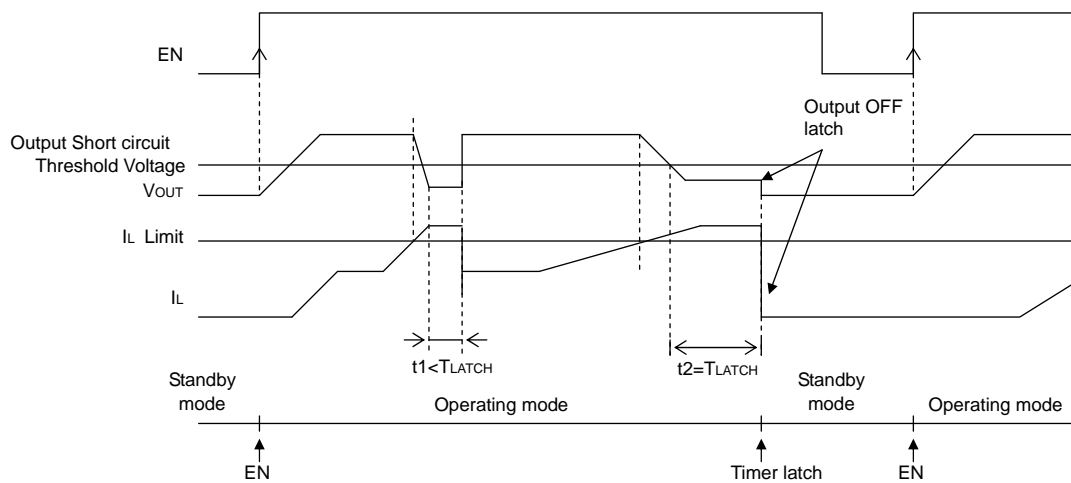 EN
Output OFF
latch
Output Short circuit
Threshold Voltage
VOUT
IL Limit
IL
t1<TLATCH
t2=TLATCH
Standby
mode
Operating mode
Standby
mode
Operating mode
EN
Timer latch
EN